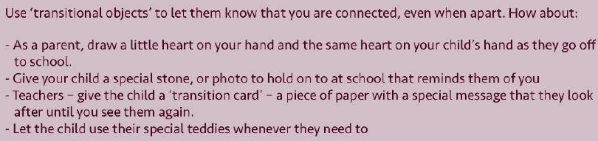 Use ‘transitional objects’ to let them know that you are connected, even when apart. How about:
- As a parent, draw a little heart on your hand and the same heart on your child’s hand as they go off
to school.
- Give your child a special stone, or photo to hold on to at school that reminds them of you
- Teachers – give the child a ‘transition card’ – a piece of paper with a special message that they look
after until you see them again.
- Let the child use their special teddies whenever they need to